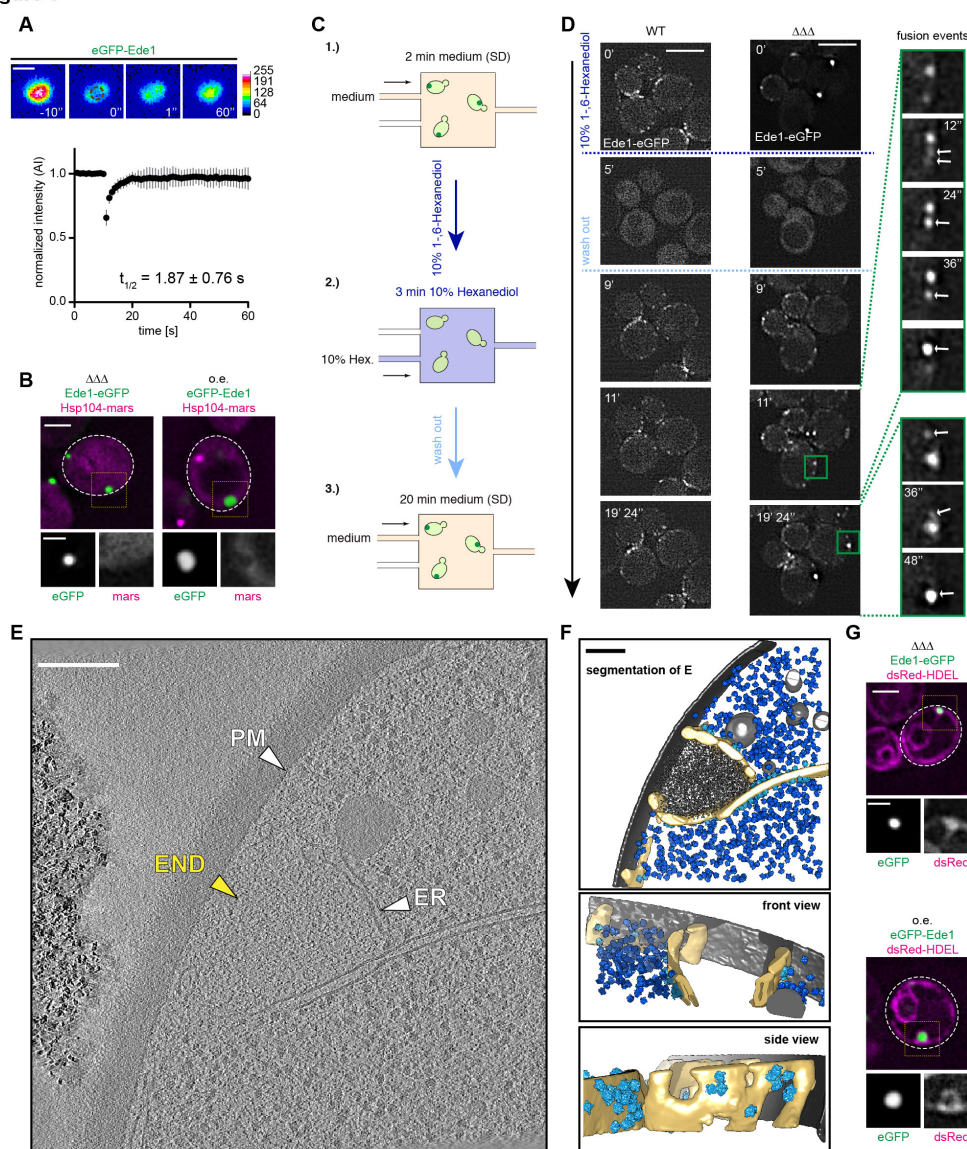 A
eGFP-Ede1
255
191
128
64
0
-10''
0''
1''
60''
normalized intensity (AI)
1.0
0.5
0.0
t1/2 = 1.87 ± 0.76 s
0
20
40
60
time [s]
B
ΔΔΔ
Ede1-eGFP
Hsp104-mars
o.e.
eGFP-Ede1
Hsp104-mars
eGFP
mars
eGFP
mars
C
1.)
2 min medium (SD)
medium
10% 1-,6-Hexanediol
2.)
3 min 10% Hexanediol
10% Hex.
wash out
3.)
20 min medium (SD)
medium
D
WT
ΔΔΔ
fusion events
10% 1-,6-Hexanediol
wash out
0'
Ede1-eGFP
0'
Ede1-eGFP
5'
5'
9'
9'
11'
11'
19' 24''
19' 24''
12''
24''
36''
36''
48''
E
PM
END
ER
F
segmentation of E
front view
side view
G
ΔΔΔ
Ede1-eGFP
dsRed-HDEL
eGFP
dsRed
o.e.
eGFP-Ede1
dsRed-HDEL
eGFP
dsRed